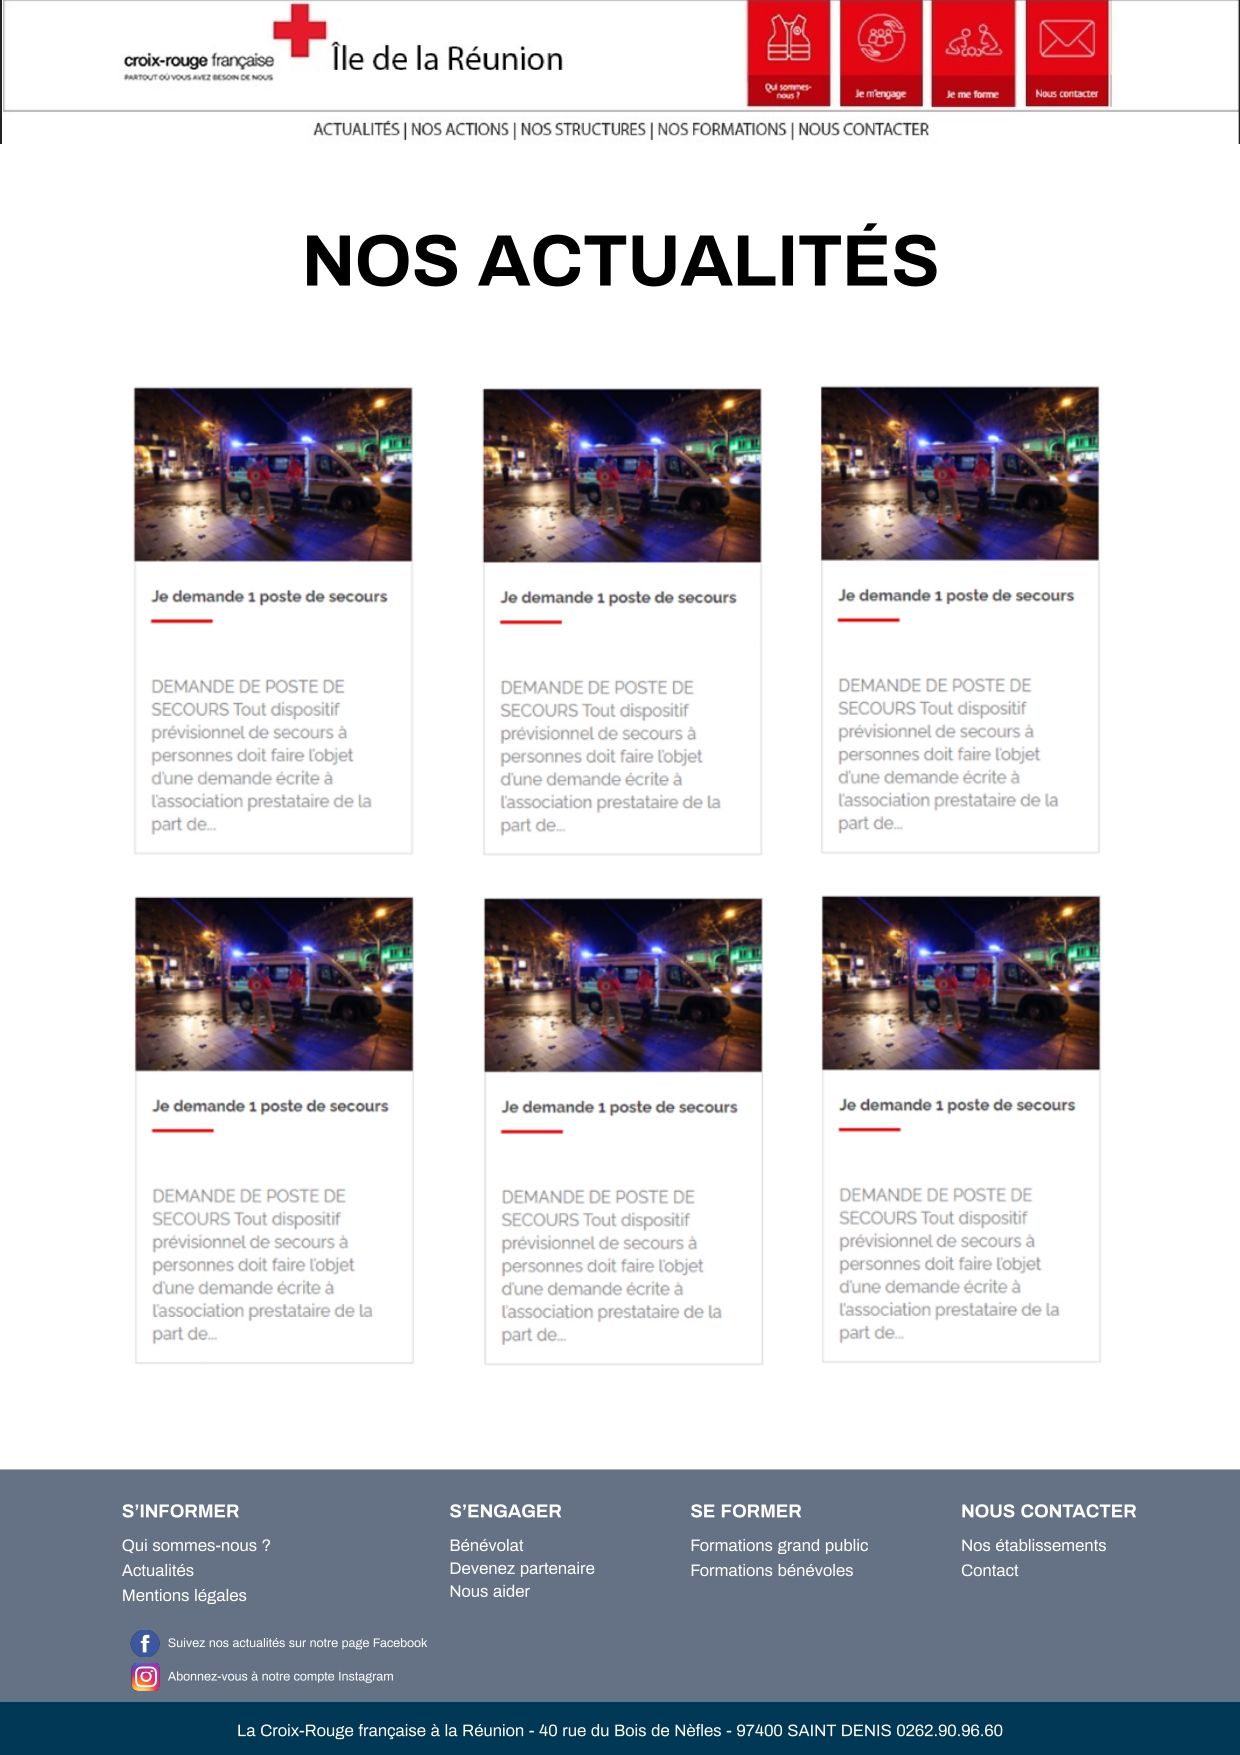 croix-rouge française
PARTOUT OÙ VOUS AVEZ BESOIN DE NOUS
Île de la Réunion
Qui sommes-
nous ?
Je m'engage
Je me forme
Nous contacter
ACTUALITÉS | NOS ACTIONS | NOS STRUCTURES | NOS FORMATIONS | NOUS CONTACTER
NOS ACTUALITÉS
Je demande 1 poste de secours
DEMANDE DE POSTE DE
SECOURS Tout dispositif
prévisionnel de secours à
personnes doit faire l'objet
d'une demande écrite à
l'association prestataire de la
part de...
Je demande 1 poste de secours
DEMANDE DE POSTE DE
SECOURS Tout dispositif
prévisionnel de secours à
personnes doit faire l'objet
d'une demande écrite à
l'association prestataire de la
part de...
Je demande 1 poste de secours
DEMANDE DE POSTE DE
SECOURS Tout dispositif
prévisionnel de secours à
personnes doit faire l'objet
d'une demande écrite à
l'association prestataire de la
part de...
Je demande 1 poste de secours
DEMANDE DE POSTE DE
SECOURS Tout dispositif
prévisionnel de secours à
personnes doit faire l'objet
d'une demande écrite à
l'association prestataire de la
part de...
Je demande 1 poste de secours
DEMANDE DE POSTE DE
SECOURS Tout dispositif
prévisionnel de secours à
personnes doit faire l'objet
d'une demande écrite à
l'association prestataire de la
part de...
Je demande 1 poste de secours
DEMANDE DE POSTE DE
SECOURS Tout dispositif
prévisionnel de secours à
personnes doit faire l'objet
d'une demande écrite à
l'association prestataire de la
part de...
S'INFORMER
Qui sommes-nous ?
Actualités
Mentions légales
S'ENGAGER
Bénévolat
Devenez partenaire
Nous aider
SE FORMER
Formations grand public
Formations bénévoles
NOUS CONTACTER
Nos établissements
Contact
Suivez nos actualités sur notre page Facebook
Abonnez-vous à notre compte Instagram
La Croix-Rouge française à la Réunion - 40 rue du Bois de Nèfles - 97400 SAINT DENIS 0262.90.96.60